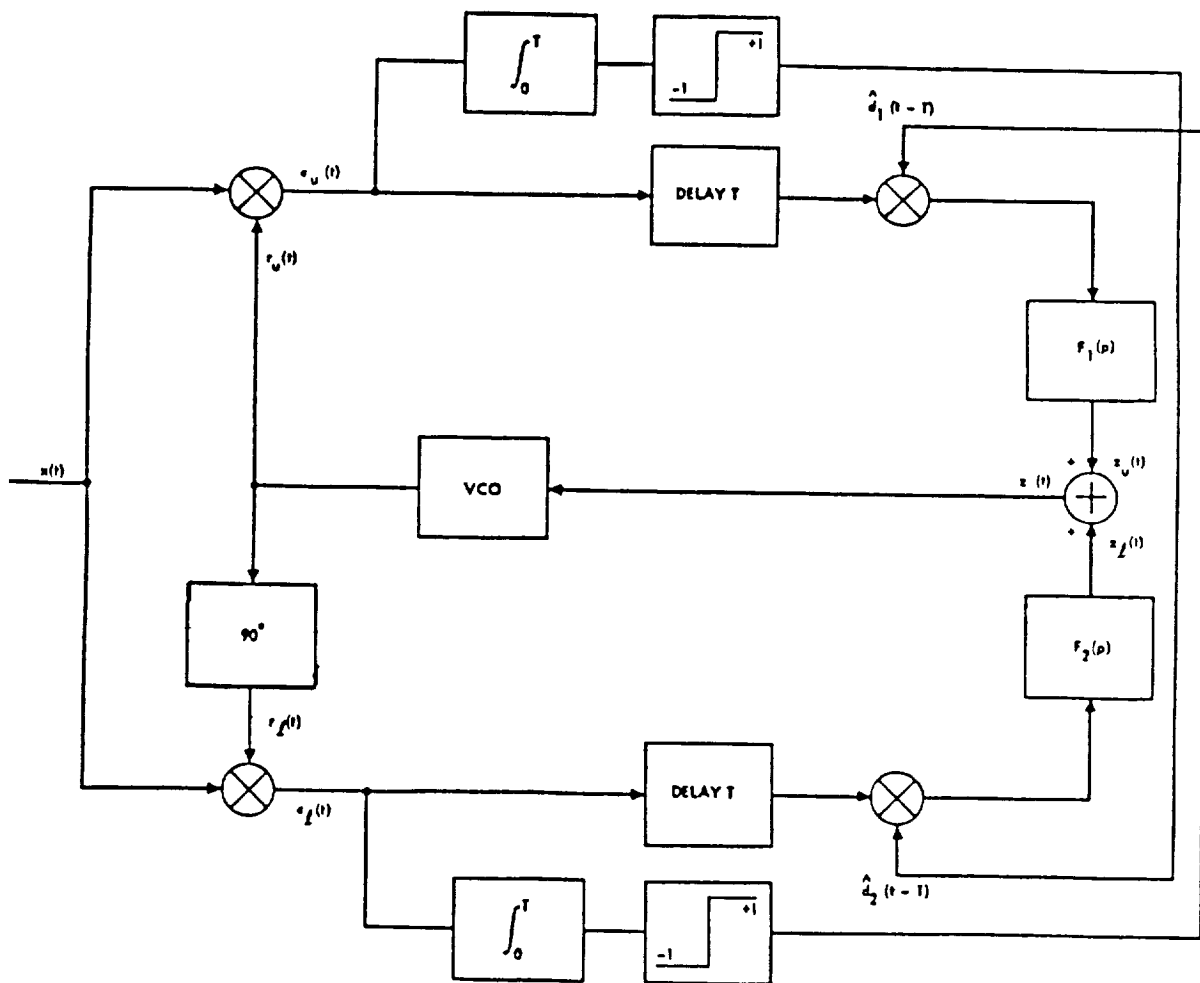 ∫₀ᵀ
+1
-1
d̂₁(t - T)
e_u(t)
DELAY T
r_u(t)
F₁(p)
x(t)
VCO
z (t)
+
z_u(t)
+
z_ℓ(t)
90°
F₂(p)
r_ℓ(t)
DELAY T
e_ℓ(t)
d̂₂(t - T)
∫₀ᵀ
+1
-1